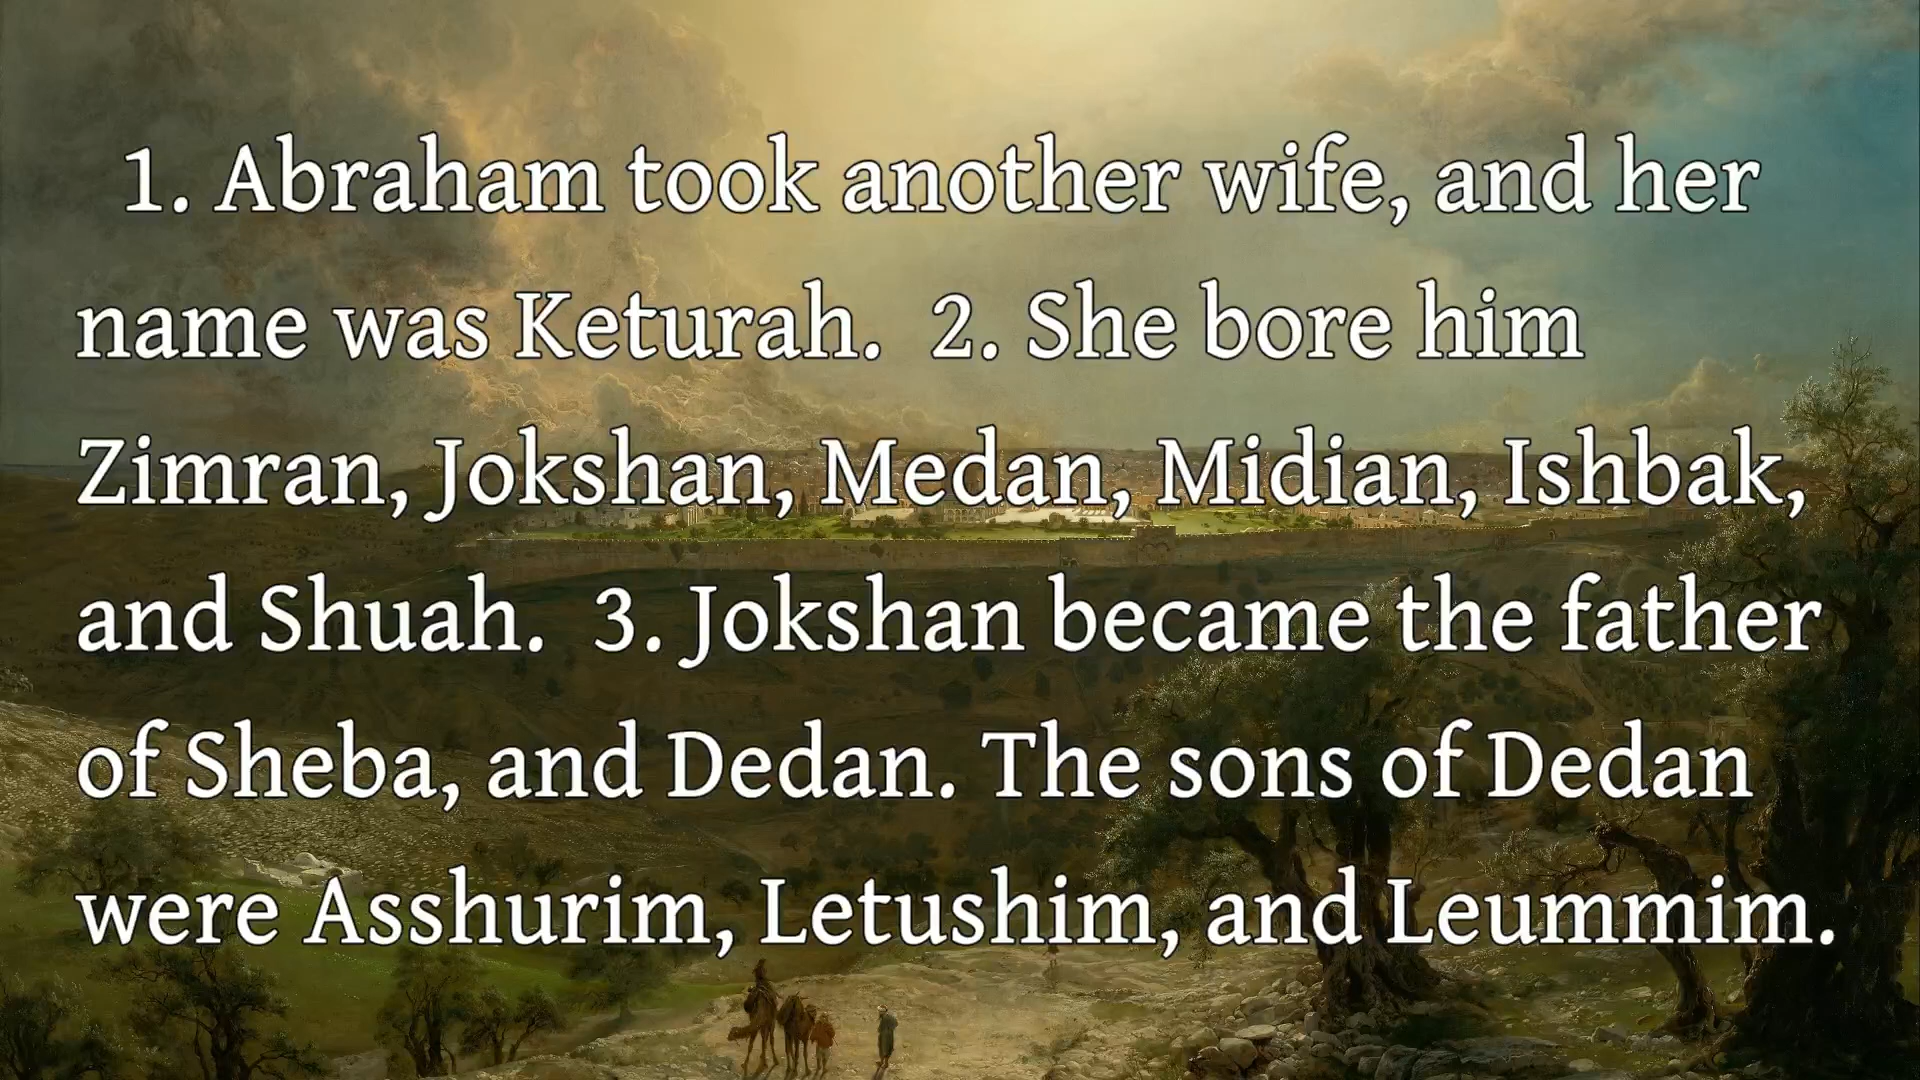 1. Abraham took another wife, and her
name was Keturah. 2. She bore him
Zimran, Jokshan, Medan, Midian, Ishbak,
and Shuah. 3. Jokshan became the father
of Sheba, and Dedan. The sons of Dedan
were Asshurim, Letushim, and Leummim.